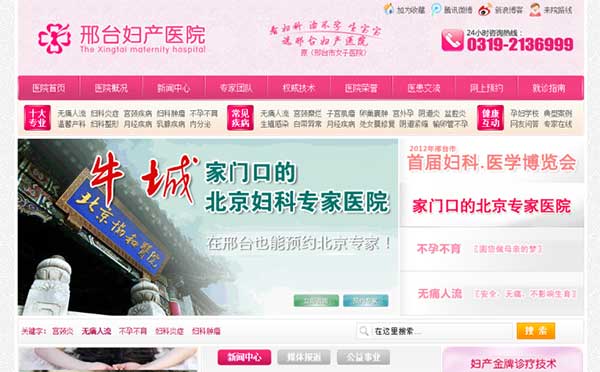 加为收藏 腾讯微博 新浪博客 来院路线
邢台妇产医院
The Xingtai maternity hospital
看妇科 治不孕 生宝宝
选邢台妇产医院
原（邢台市女子医院）
24小时咨询热线：
0319-2136999
医院首页 医院概况 新闻中心 专家团队 权威技术 医院荣誉 医患交流 网上预约 就诊指南
十大专业
无痛人流 妇科炎症 宫颈疾病 妇科肿瘤 不孕不育
温馨产科 妇科整形 月经疾病 乳腺疾病 内分泌
常见疾病
无痛人流 宫颈糜烂 子宫肌瘤 卵巢囊肿 宫外孕 阴道炎 盆腔炎
生殖感染 白带异常 月经疾病 处女膜修复 阴道紧缩 输卵管不孕
健康互动
孕妇学校 典型案例
网友问答 专家在线
牛城
家门口的
北京妇科专家医院
北京协和医院
在邢台也能预约北京专家！
预约专家
2012年邢台市
首届妇科.医学博览会
家门口的北京专家医院
不孕不育 [圆您做母亲的梦]
无痛人流 [安全、无痛、不影响生育]
关键字： 宫颈炎 无痛人流 不孕不育 妇科炎症 妇科肿瘤
在这里搜索...
搜 索
新闻中心 媒体报道 公益事业
妇产金牌诊疗技术